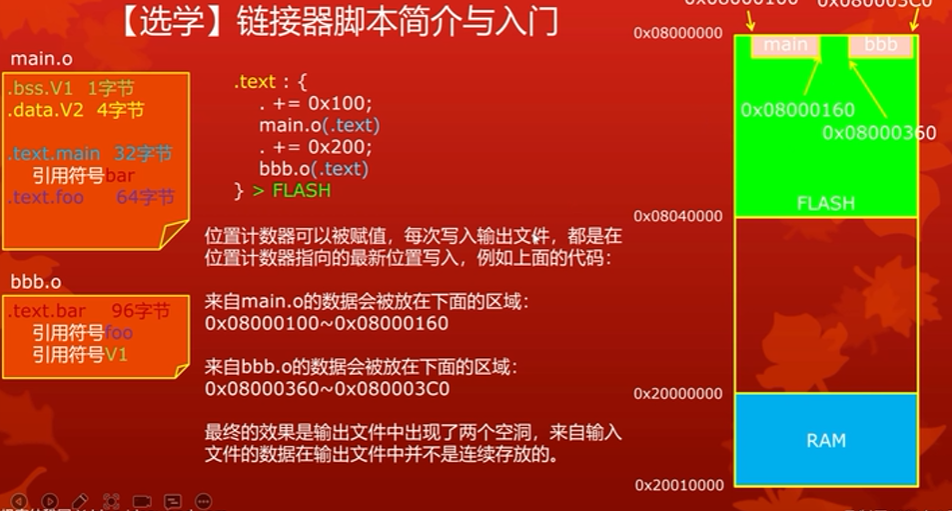 【选学】链接器脚本简介与入门
main.o
.bss.V1 1字节
.data.V2 4字节
.text.main 32字节
引用符号bar
.text.foo 64字节
bbb.o
.text.bar 96字节
引用符号foo
引用符号V1
.text : {
. += 0x100;
main.o(.text)
. += 0x200;
bbb.o(.text)
} > FLASH
位置计数器可以被赋值，每次写入输出文件，都是在
位置计数器指向的最新位置写入，例如上面的代码：
来自main.o的数据会被放在下面的区域：
0x08000100~0x08000160
来自bbb.o的数据会被放在下面的区域：
0x08000360~0x080003C0
最终的效果是输出文件中出现了两个空洞，来自输入
文件的数据在输出文件中并不是连续存放的。
0x08000100 0x080003C0
0x08000000
main bbb
0x08000160
0x08000360
FLASH
0x08040000
0x20000000
RAM
0x20010000